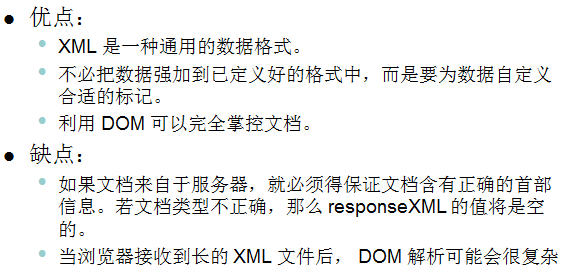 优点：
XML 是一种通用的数据格式。
不必把数据强加到已定义好的格式中，而是要为数据自定义
合适的标记。
利用 DOM 可以完全掌控文档。
缺点：
如果文档来自于服务器，就必须得保证文档含有正确的首部
信息。若文档类型不正确，那么 responseXML 的值将是空
的。
当浏览器接收到长的 XML 文件后， DOM 解析可能会很复杂